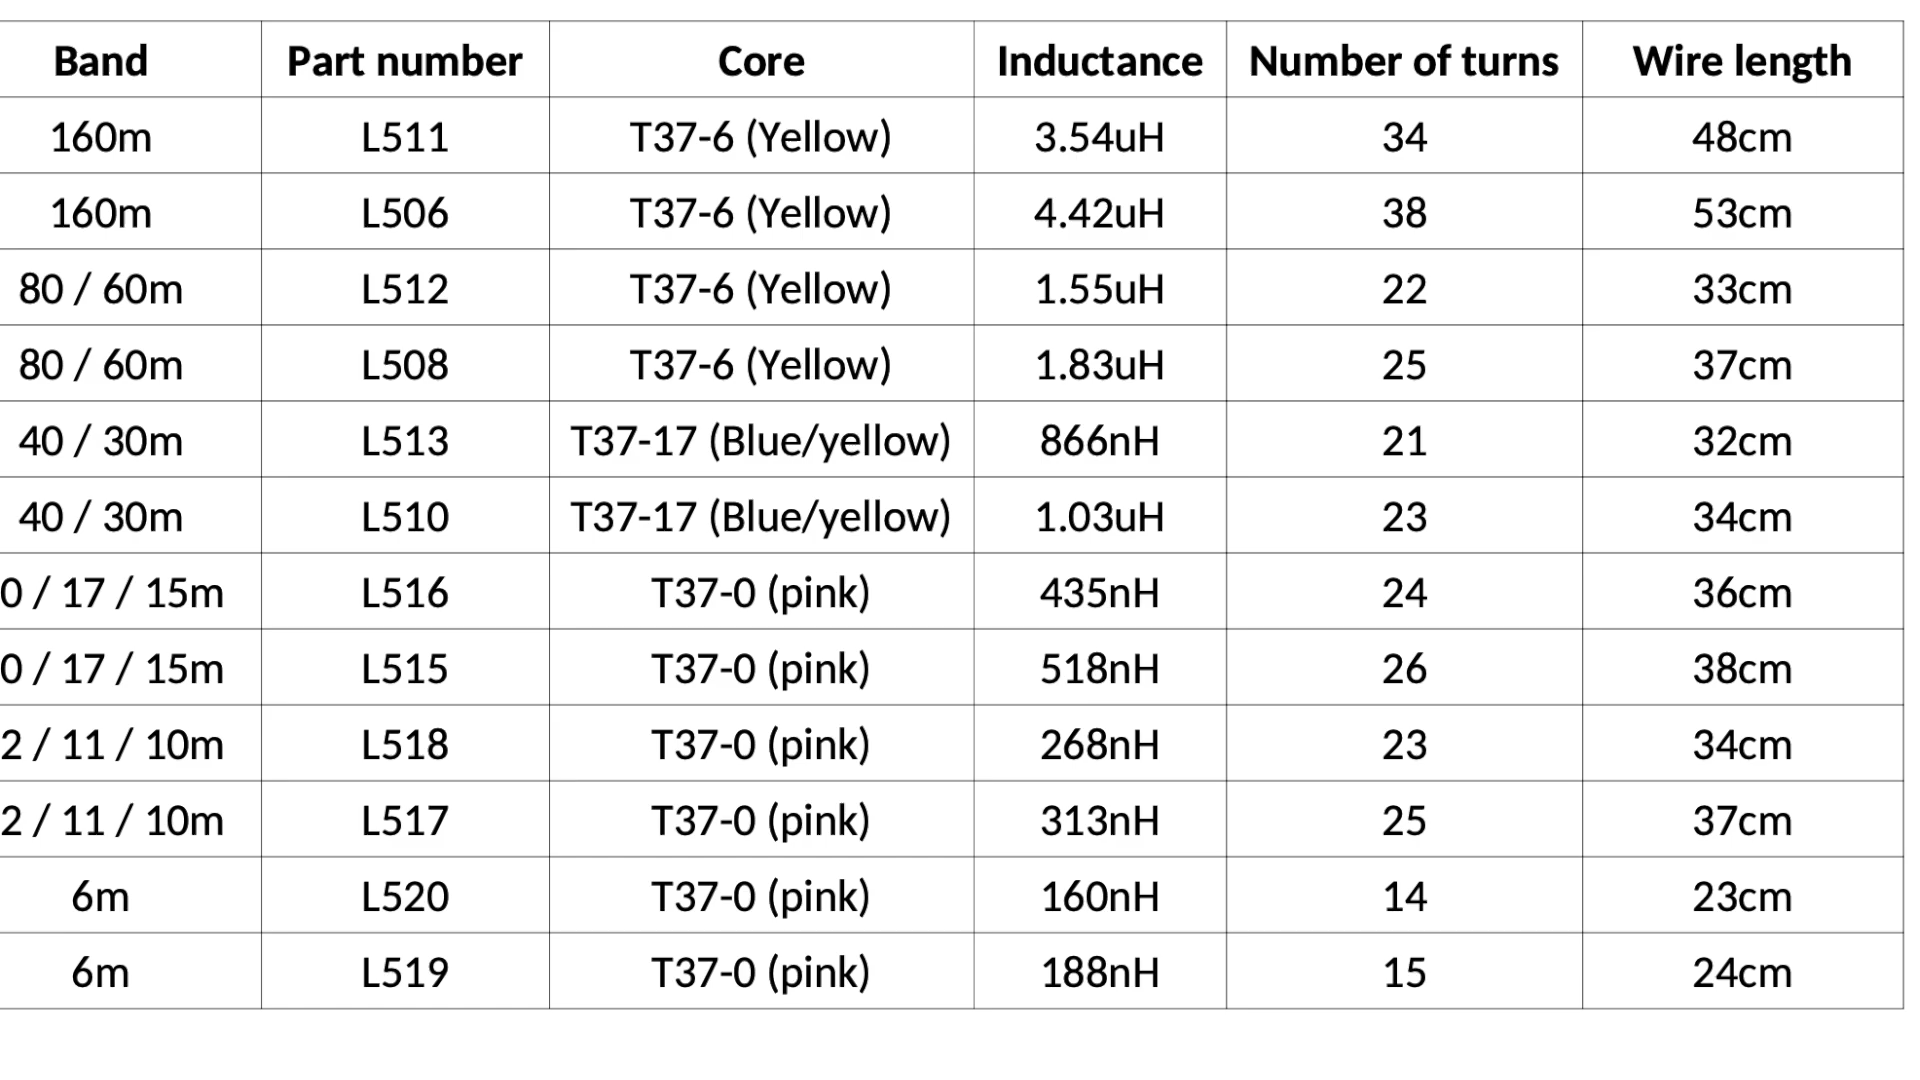 Band Part number Core Inductance Number of turns Wire length
160m L511 T37-6 (Yellow) 3.54uH 34 48cm
160m L506 T37-6 (Yellow) 4.42uH 38 53cm
80 / 60m L512 T37-6 (Yellow) 1.55uH 22 33cm
80 / 60m L508 T37-6 (Yellow) 1.83uH 25 37cm
40 / 30m L513 T37-17 (Blue/yellow) 866nH 21 32cm
40 / 30m L510 T37-17 (Blue/yellow) 1.03uH 23 34cm
0 / 17 / 15m L516 T37-0 (pink) 435nH 24 36cm
0 / 17 / 15m L515 T37-0 (pink) 518nH 26 38cm
2 / 11 / 10m L518 T37-0 (pink) 268nH 23 34cm
2 / 11 / 10m L517 T37-0 (pink) 313nH 25 37cm
6m L520 T37-0 (pink) 160nH 14 23cm
6m L519 T37-0 (pink) 188nH 15 24cm